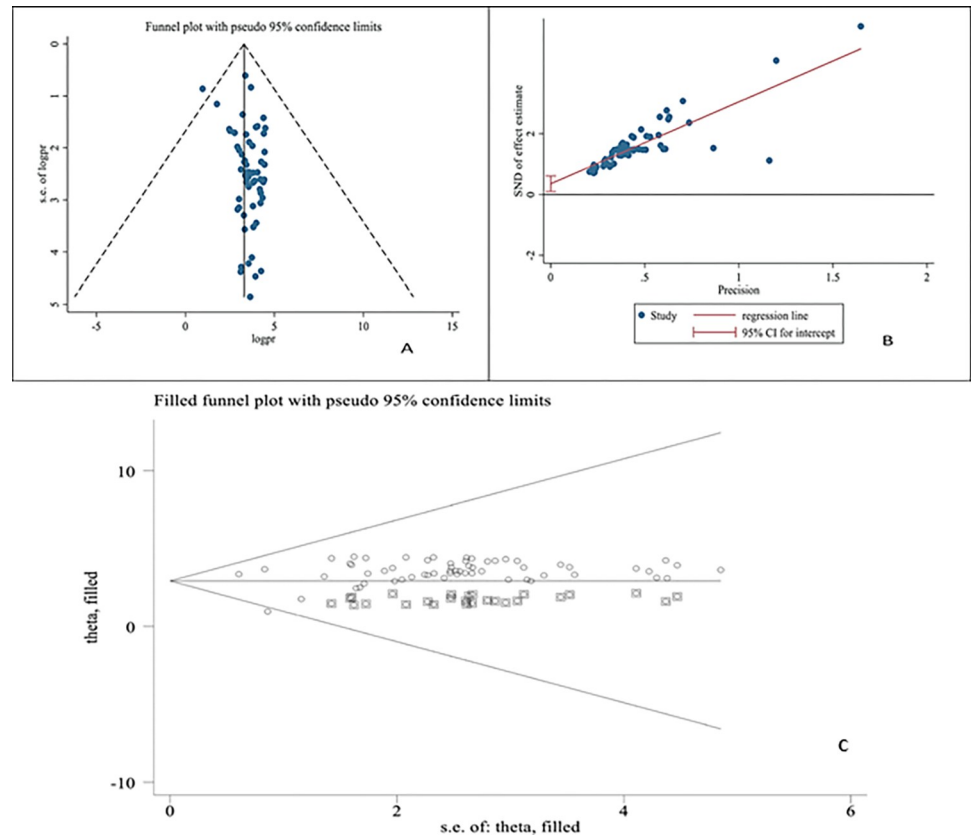 Funnel plot with pseudo 95% confidence limits
0
1
2
3
4
5
s.e. of logpr
-5
0
5
10
15
logpr
A
2
0
-2
SND of effect estimate
0
.5
1
1.5
2
Precision
Study
regression line
95% CI for intercept
B
Filled funnel plot with pseudo 95% confidence limits
10
0
-10
theta, filled
0
2
4
6
s.e. of: theta, filled
C